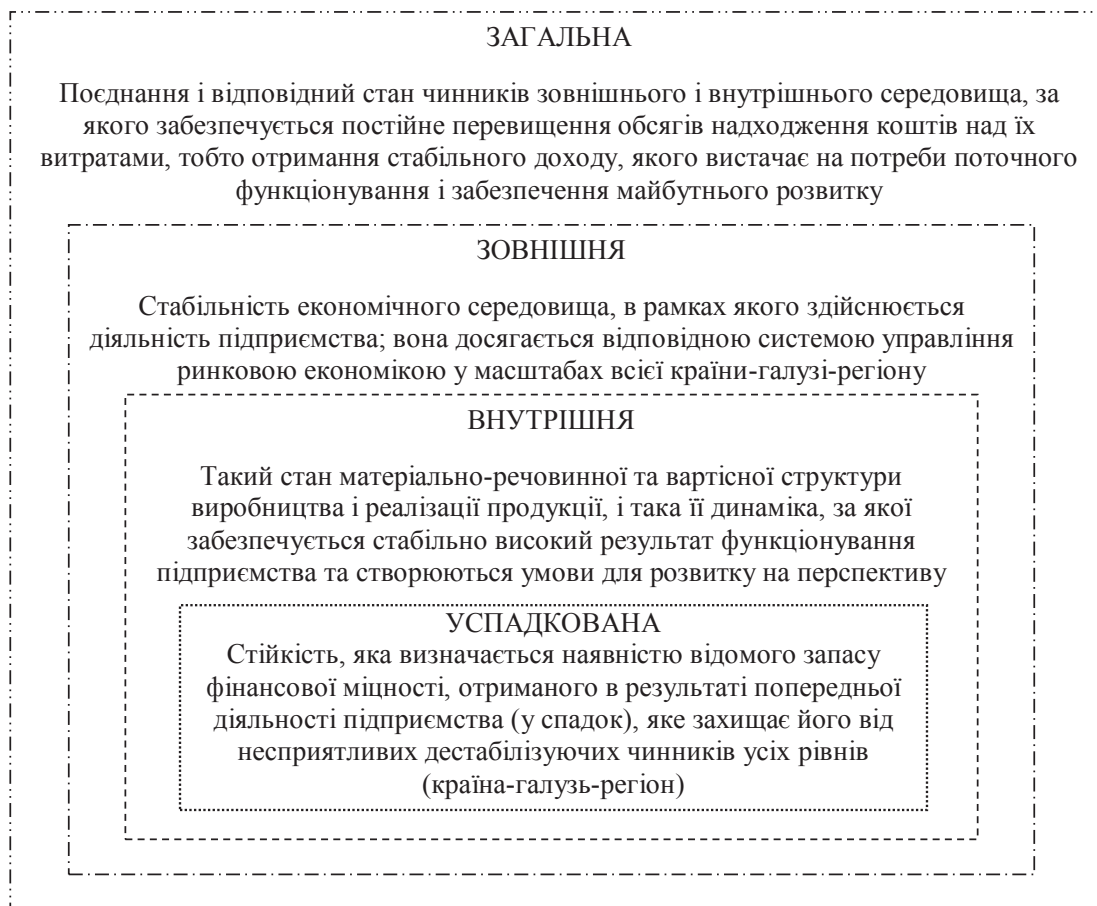 ЗАГАЛЬНА
Поєднання і відповідний стан чинників зовнішнього і внутрішнього середовища, за
якого забезпечується постійне перевищення обсягів надходження коштів над їх
витратами, тобто отримання стабільного доходу, якого вистачає на потреби поточного
функціонування і забезпечення майбутнього розвитку
ЗОВНІШНЯ
Стабільність економічного середовища, в рамках якого здійснюється
діяльність підприємства; вона досягається відповідною системою управління
ринковою економікою у масштабах всієї країни-галузі-регіону
ВНУТРІШНЯ
Такий стан матеріально-речовинної та вартісної структури
виробництва і реалізації продукції, і така її динаміка, за якої
забезпечується стабільно високий результат функціонування
підприємства та створюються умови для розвитку на перспективу
УСПАДКОВАНА
Стійкість, яка визначається наявністю відомого запасу
фінансової міцності, отриманого в результаті попередньої
діяльності підприємства (у спадок), яке захищає його від
несприятливих дестабілізуючих чинників усіх рівнів
(країна-галузь-регіон)